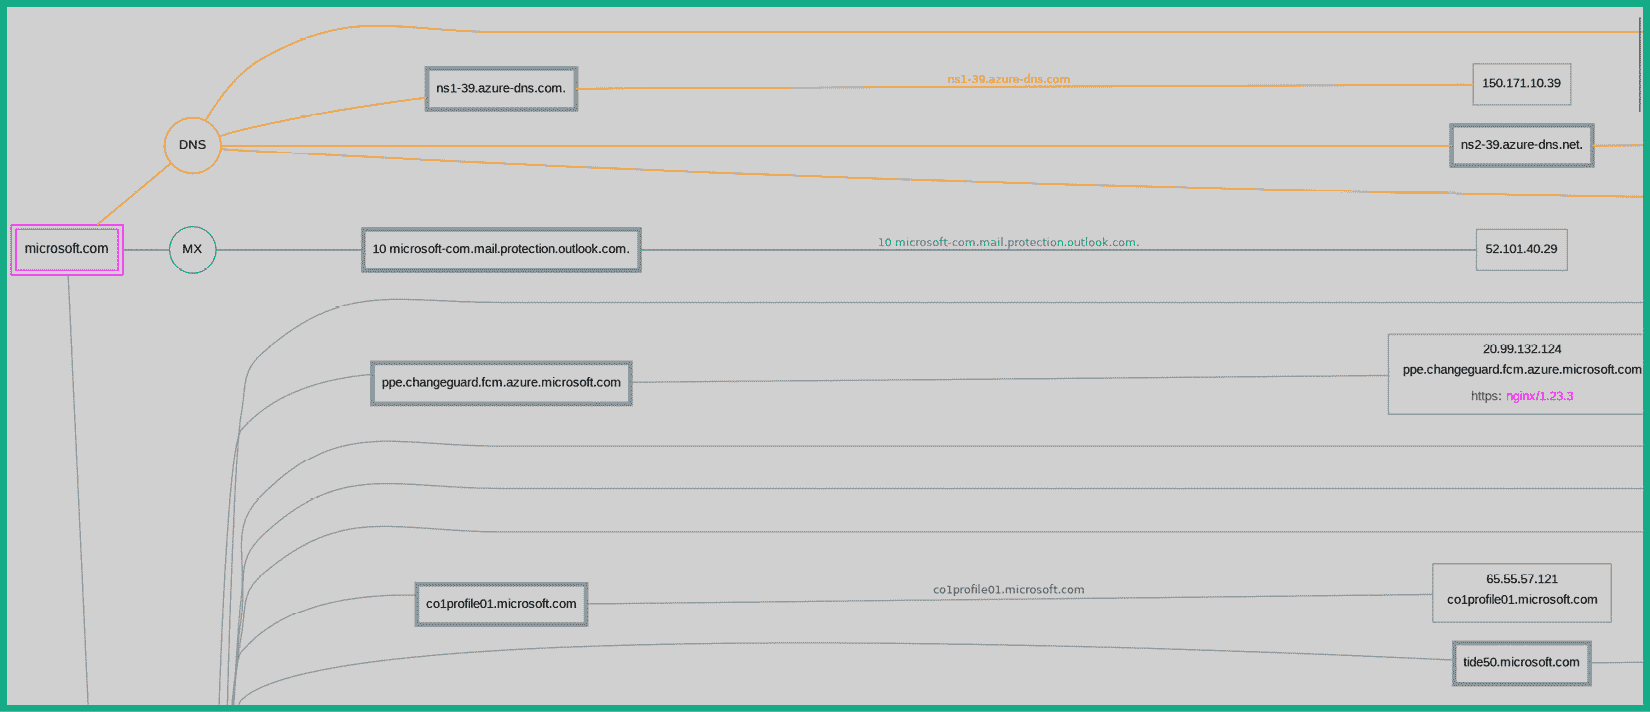 ns1-39.azure-dns.com.
ns1-39.azure-dns.com
150.171.10.39
DNS
ns2-39.azure-dns.net.
microsoft.com
MX
10 microsoft-com.mail.protection.outlook.com.
10 microsoft-com.mail.protection.outlook.com.
52.101.40.29
ppe.changeguard.fcm.azure.microsoft.com
20.99.132.124
ppe.changeguard.fcm.azure.microsoft.com
https: nginx/1.23.3
co1profile01.microsoft.com
co1profile01.microsoft.com
65.55.57.121
co1profile01.microsoft.com
tide50.microsoft.com